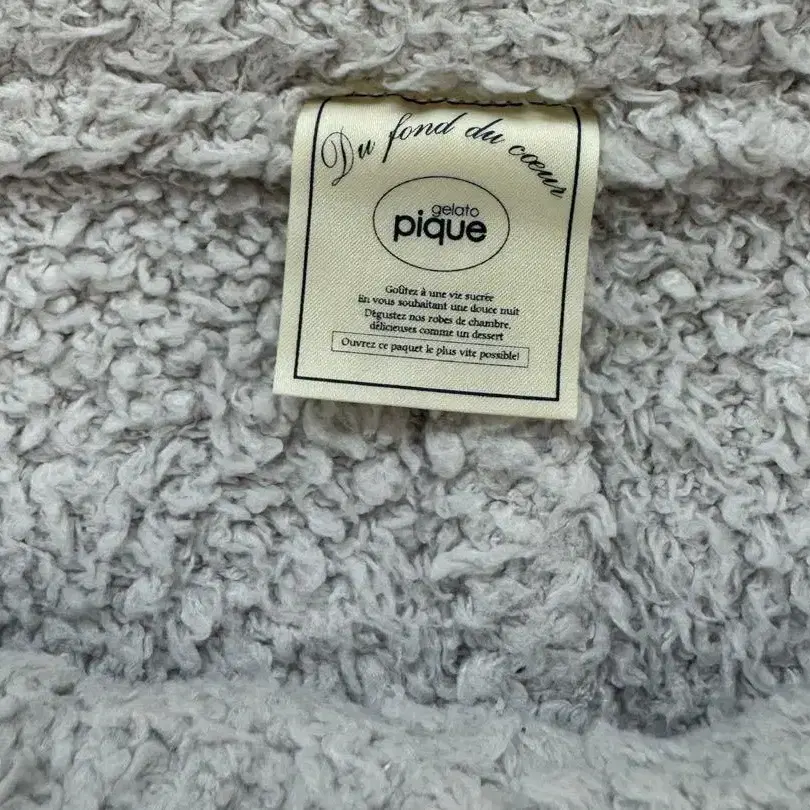 Du fond du cœur
gelato
pique
Goûtez à une vie sucrée
En vous souhaitant une douce nuit
Dégustez nos robes de chambre,
délicieuses comme un dessert
Ouvrez ce paquet le plus vite possible!